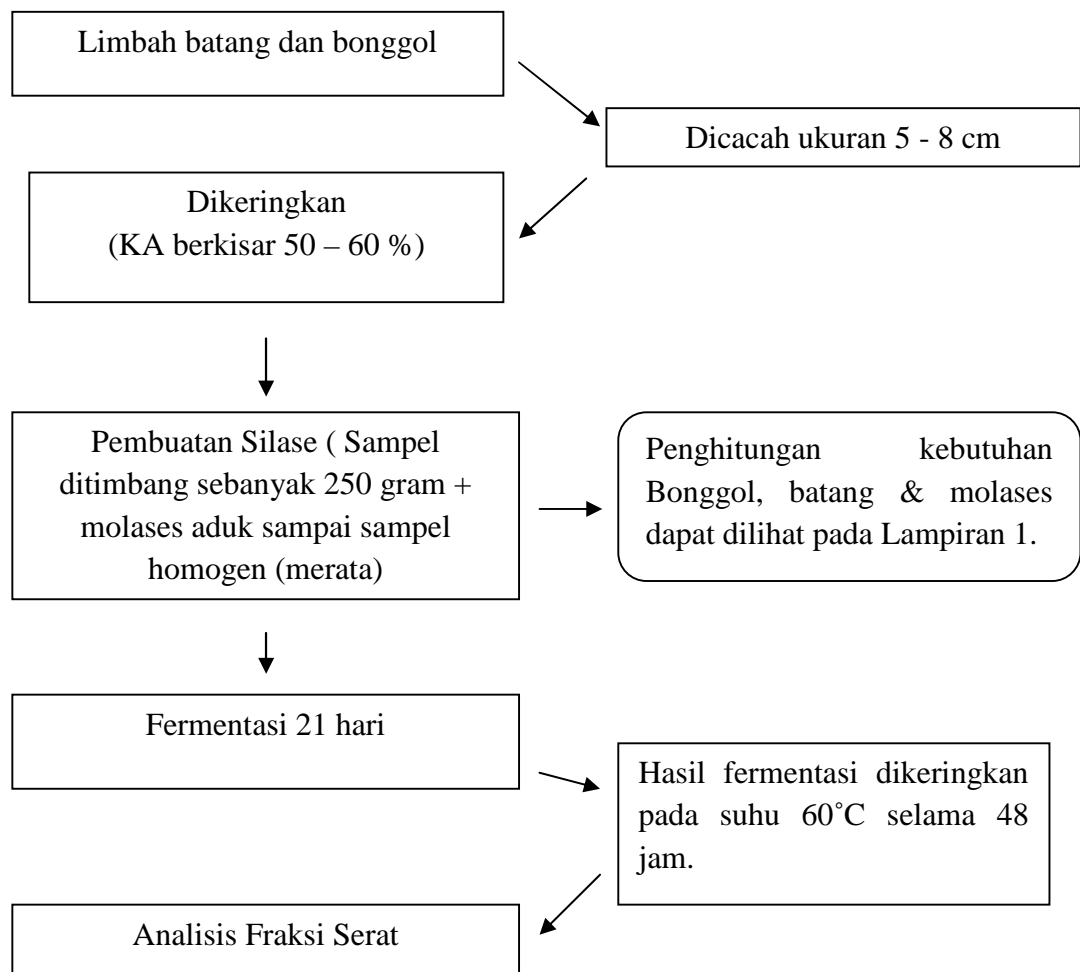 Limbah batang dan bonggol
Dicacah ukuran 5 - 8 cm
Dikeringkan
(KA berkisar 50 – 60 %)
Pembuatan Silase ( Sampel
ditimbang sebanyak 250 gram +
molases aduk sampai sampel
homogen (merata)
Penghitungan kebutuhan
Bonggol, batang & molases
dapat dilihat pada Lampiran 1.
Fermentasi 21 hari
Hasil fermentasi dikeringkan
pada suhu 60˚C selama 48
jam.
Analisis Fraksi Serat